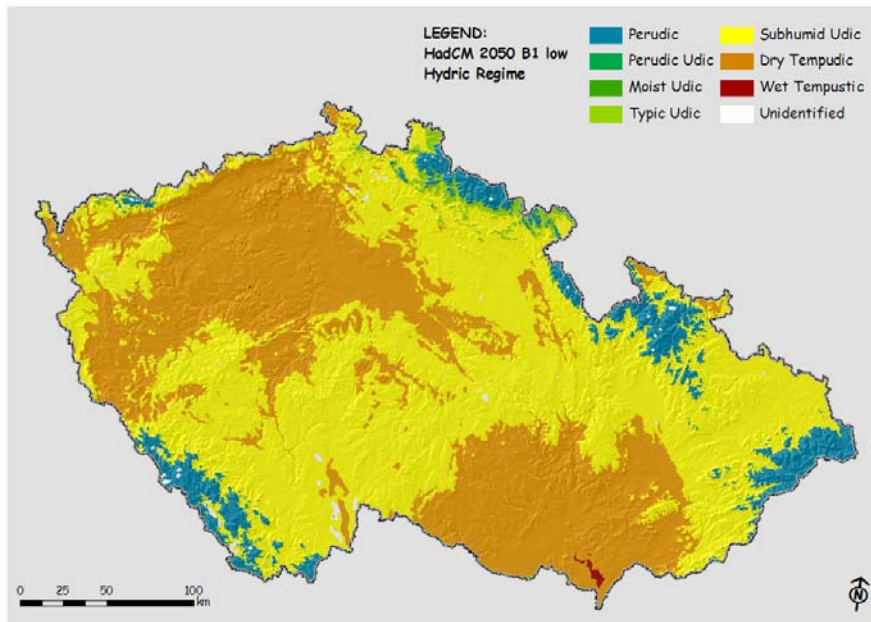 LEGEND:
HadCM 2050 B1 low
Hydric Regime
Perudic
Perudic Udic
Moist Udic
Typic Udic
Subhumid Udic
Dry Tempudic
Wet Tempustic
Unidentified
0 25 50 100
km
N